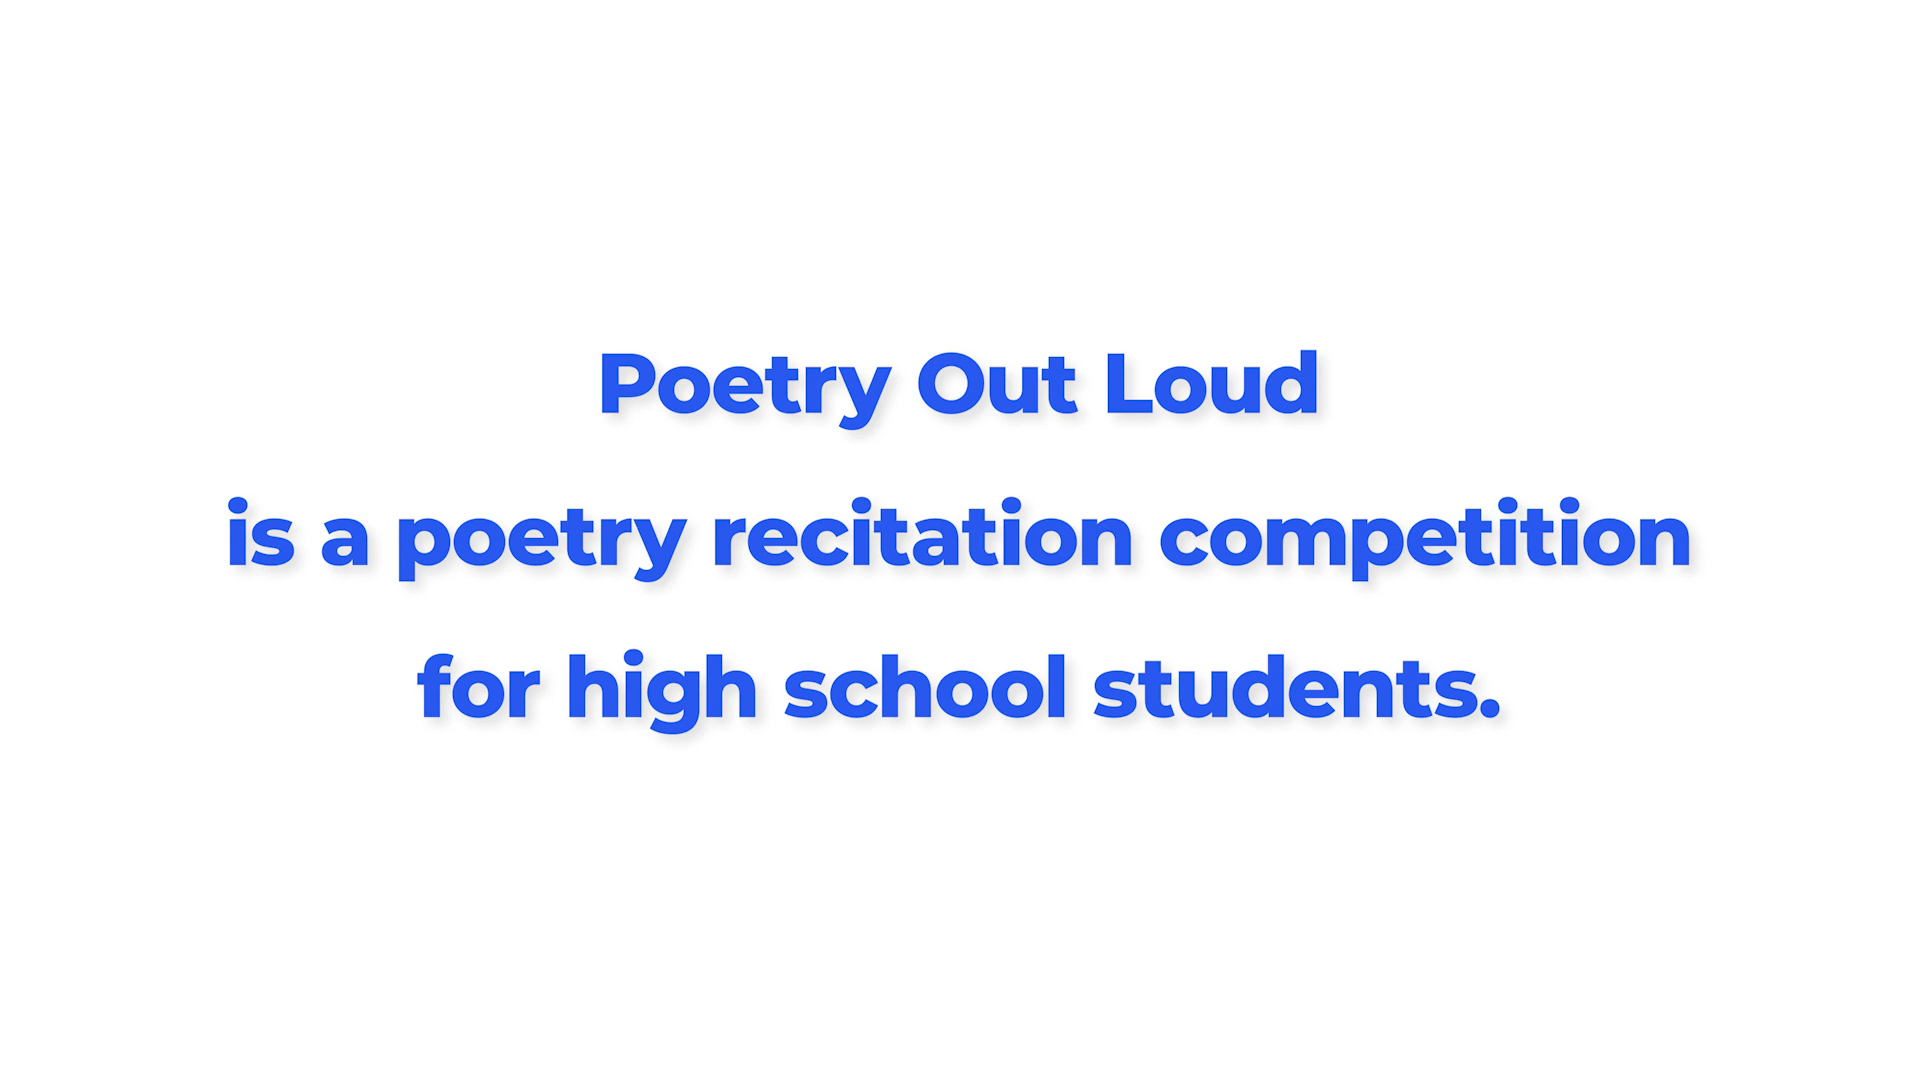 Poetry Out Loud
is a poetry recitation competition
for high school students.